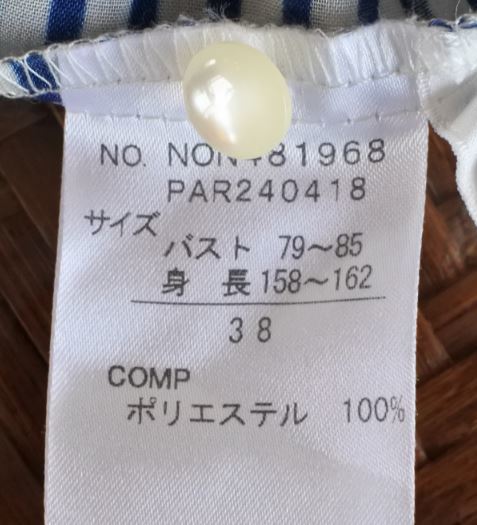 NO. NON481968
PAR240418
サイズ
バスト 79〜85
身 長 158〜162
38
COMP
ポリエステル 100%